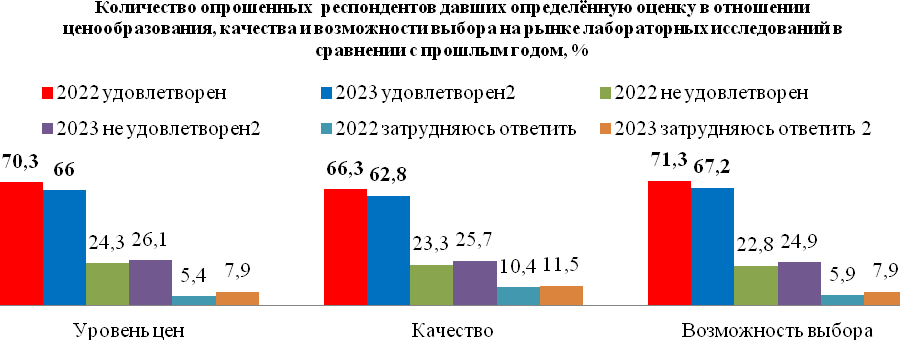 Количество опрошенных респондентов давших определённую оценку в отношении
ценообразования, качества и возможности выбора на рынке лабораторных исследований в
сравнении с прошлым годом, %
2022 удовлетворен 2023 удовлетворен2 2022 не удовлетворен
2023 не удовлетворен2 2022 затрудняюсь ответить 2023 затрудняюсь ответить 2
70,3 66 24,3 26,1 5,4 7,9
66,3 62,8 23,3 25,7 10,4 11,5
71,3 67,2 22,8 24,9 5,9 7,9
Уровень цен Качество Возможность выбора